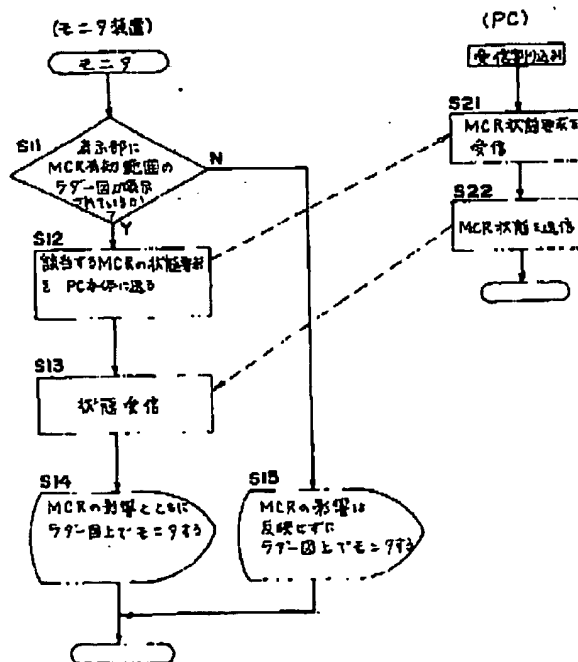 (モニタ装置)
モニタ
S11
表示部に
MCR有効範囲の
ラダー図が表示
されているか
?
N
Y
S12
該当するMCRの状態要求
を PC本体に送る
S13
状態受信
S14
MCRの影響とともに
ラダー図上でモニタする
S15
MCRの影響は
反映せずに
ラダー図上でモニタする
(PC)
受信割り込み
S21
MCR状態要求を
受信
S22
MCR状態を送信